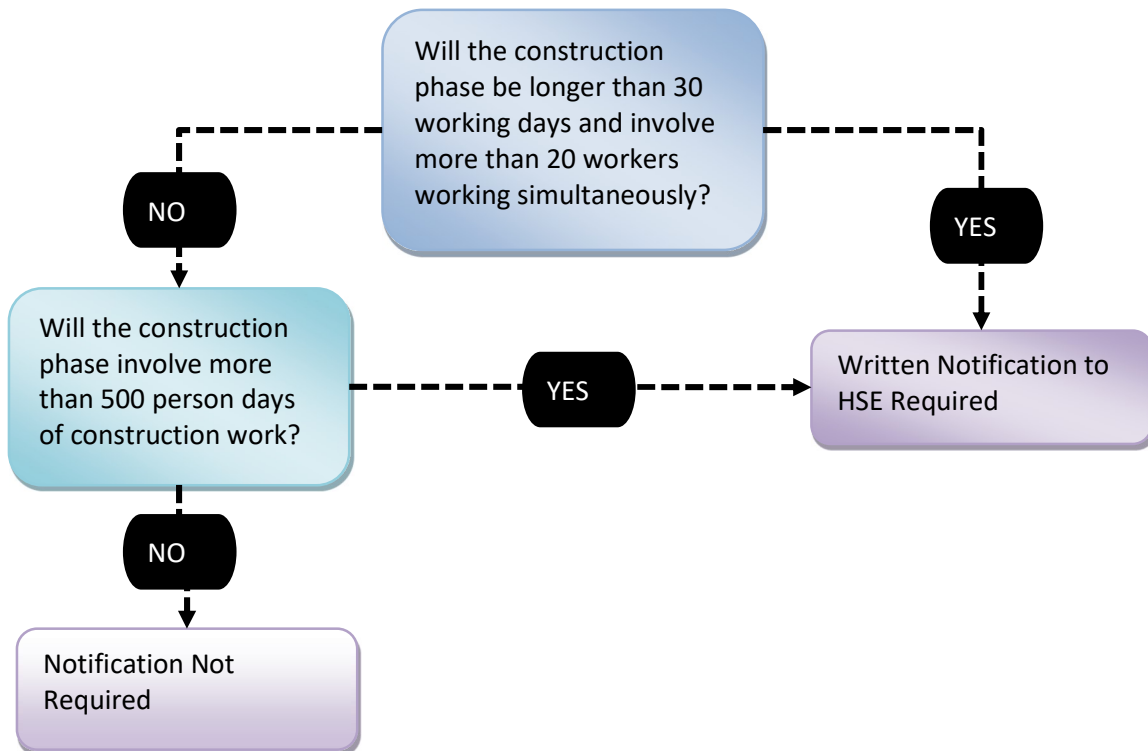 Will the construction
phase be longer than 30
working days and involve
more than 20 workers
working simultaneously?
NO
YES
Will the construction
phase involve more
than 500 person days
of construction work?
YES
Written Notification to
HSE Required
NO
Notification Not
Required